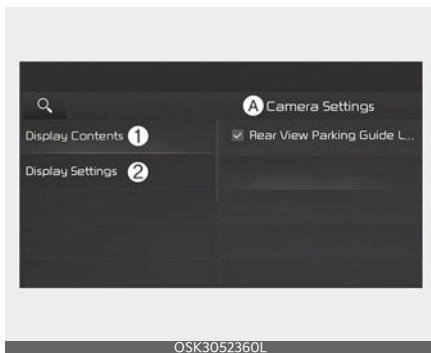 A Camera Settings
Display Contents 1
Rear View Parking Guide L...
Display Settings 2
OSK3052360L